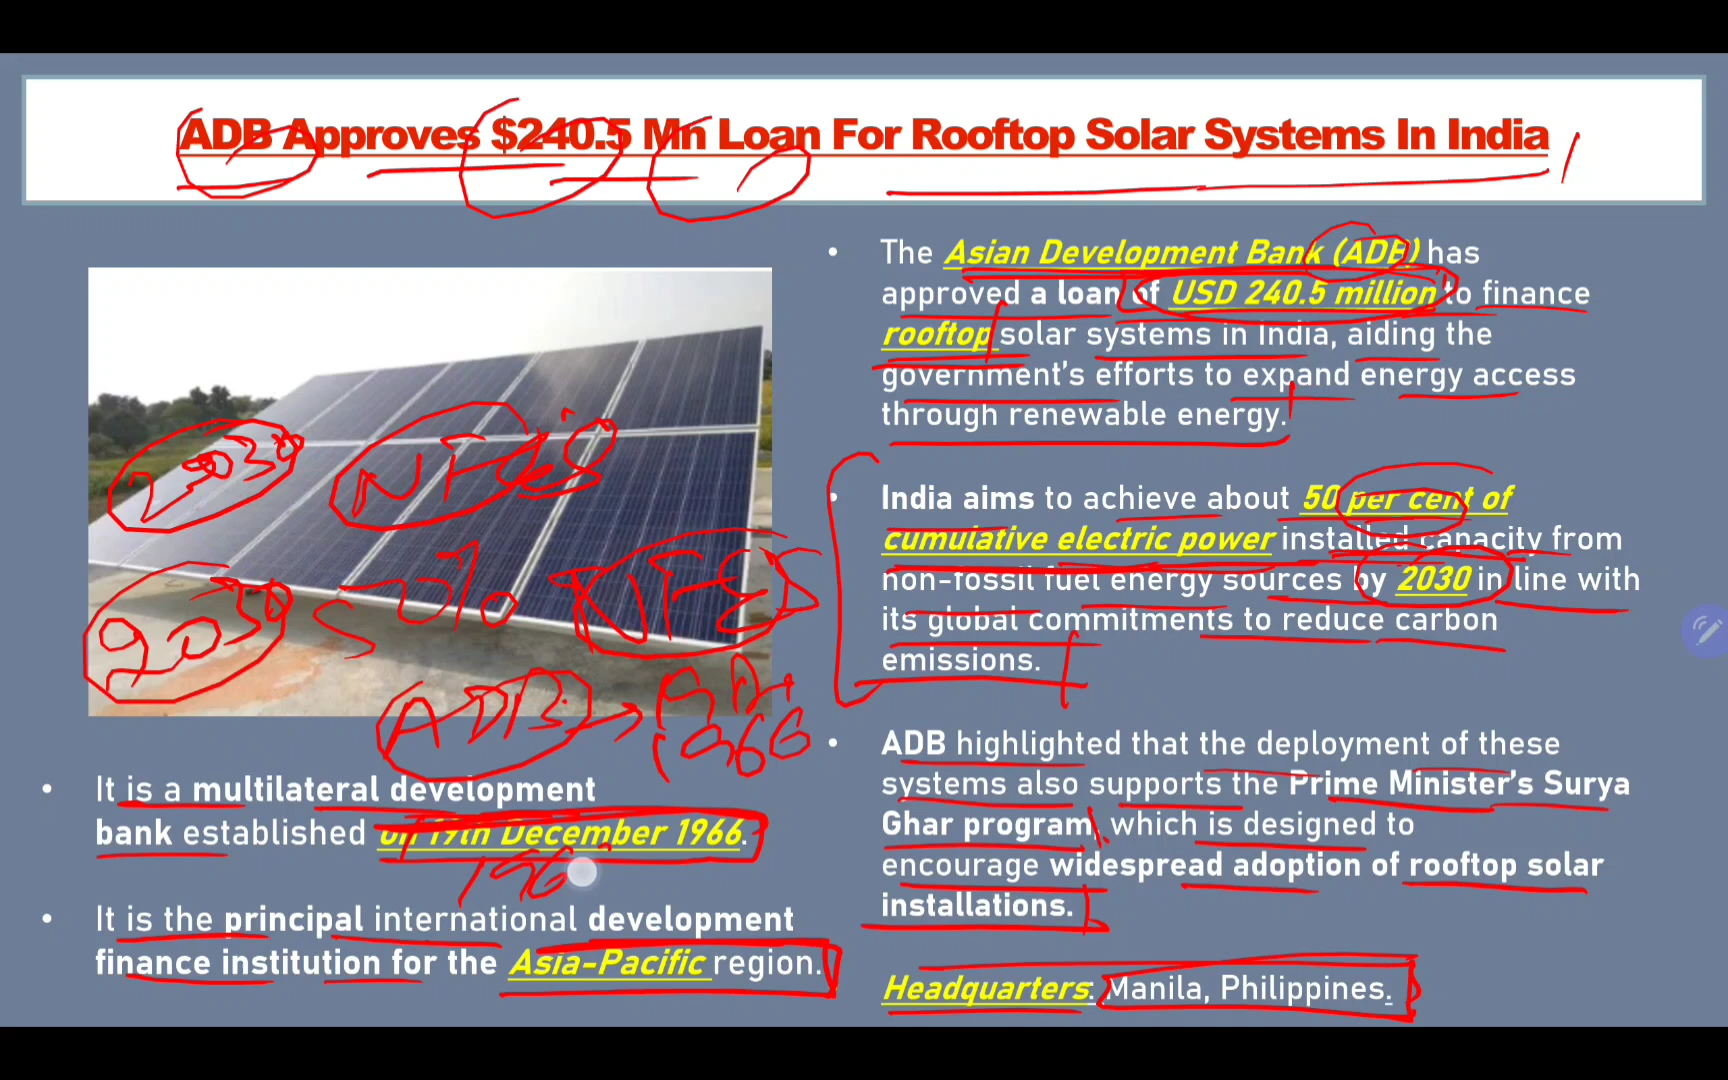 ADB Approves $240.5 Mn Loan For Rooftop Solar Systems In India
• The Asian Development Bank (ADB) has
approved a loan of USD 240.5 million to finance
rooftop solar systems in India, aiding the
government's efforts to expand energy access
through renewable energy.
• India aims to achieve about 50 per cent of
cumulative electric power installed capacity from
non-fossil fuel energy sources by 2030 in line with
its global commitments to reduce carbon
emissions.
• ADB highlighted that the deployment of these
systems also supports the Prime Minister's Surya
Ghar program, which is designed to
encourage widespread adoption of rooftop solar
installations.
Headquarters: Manila, Philippines.
2030
2030 50%
ADB → 
1966
• It is a multilateral development
bank established on 19th December 1966.
196
• It is the principal international development
finance institution for the Asia-Pacific region.